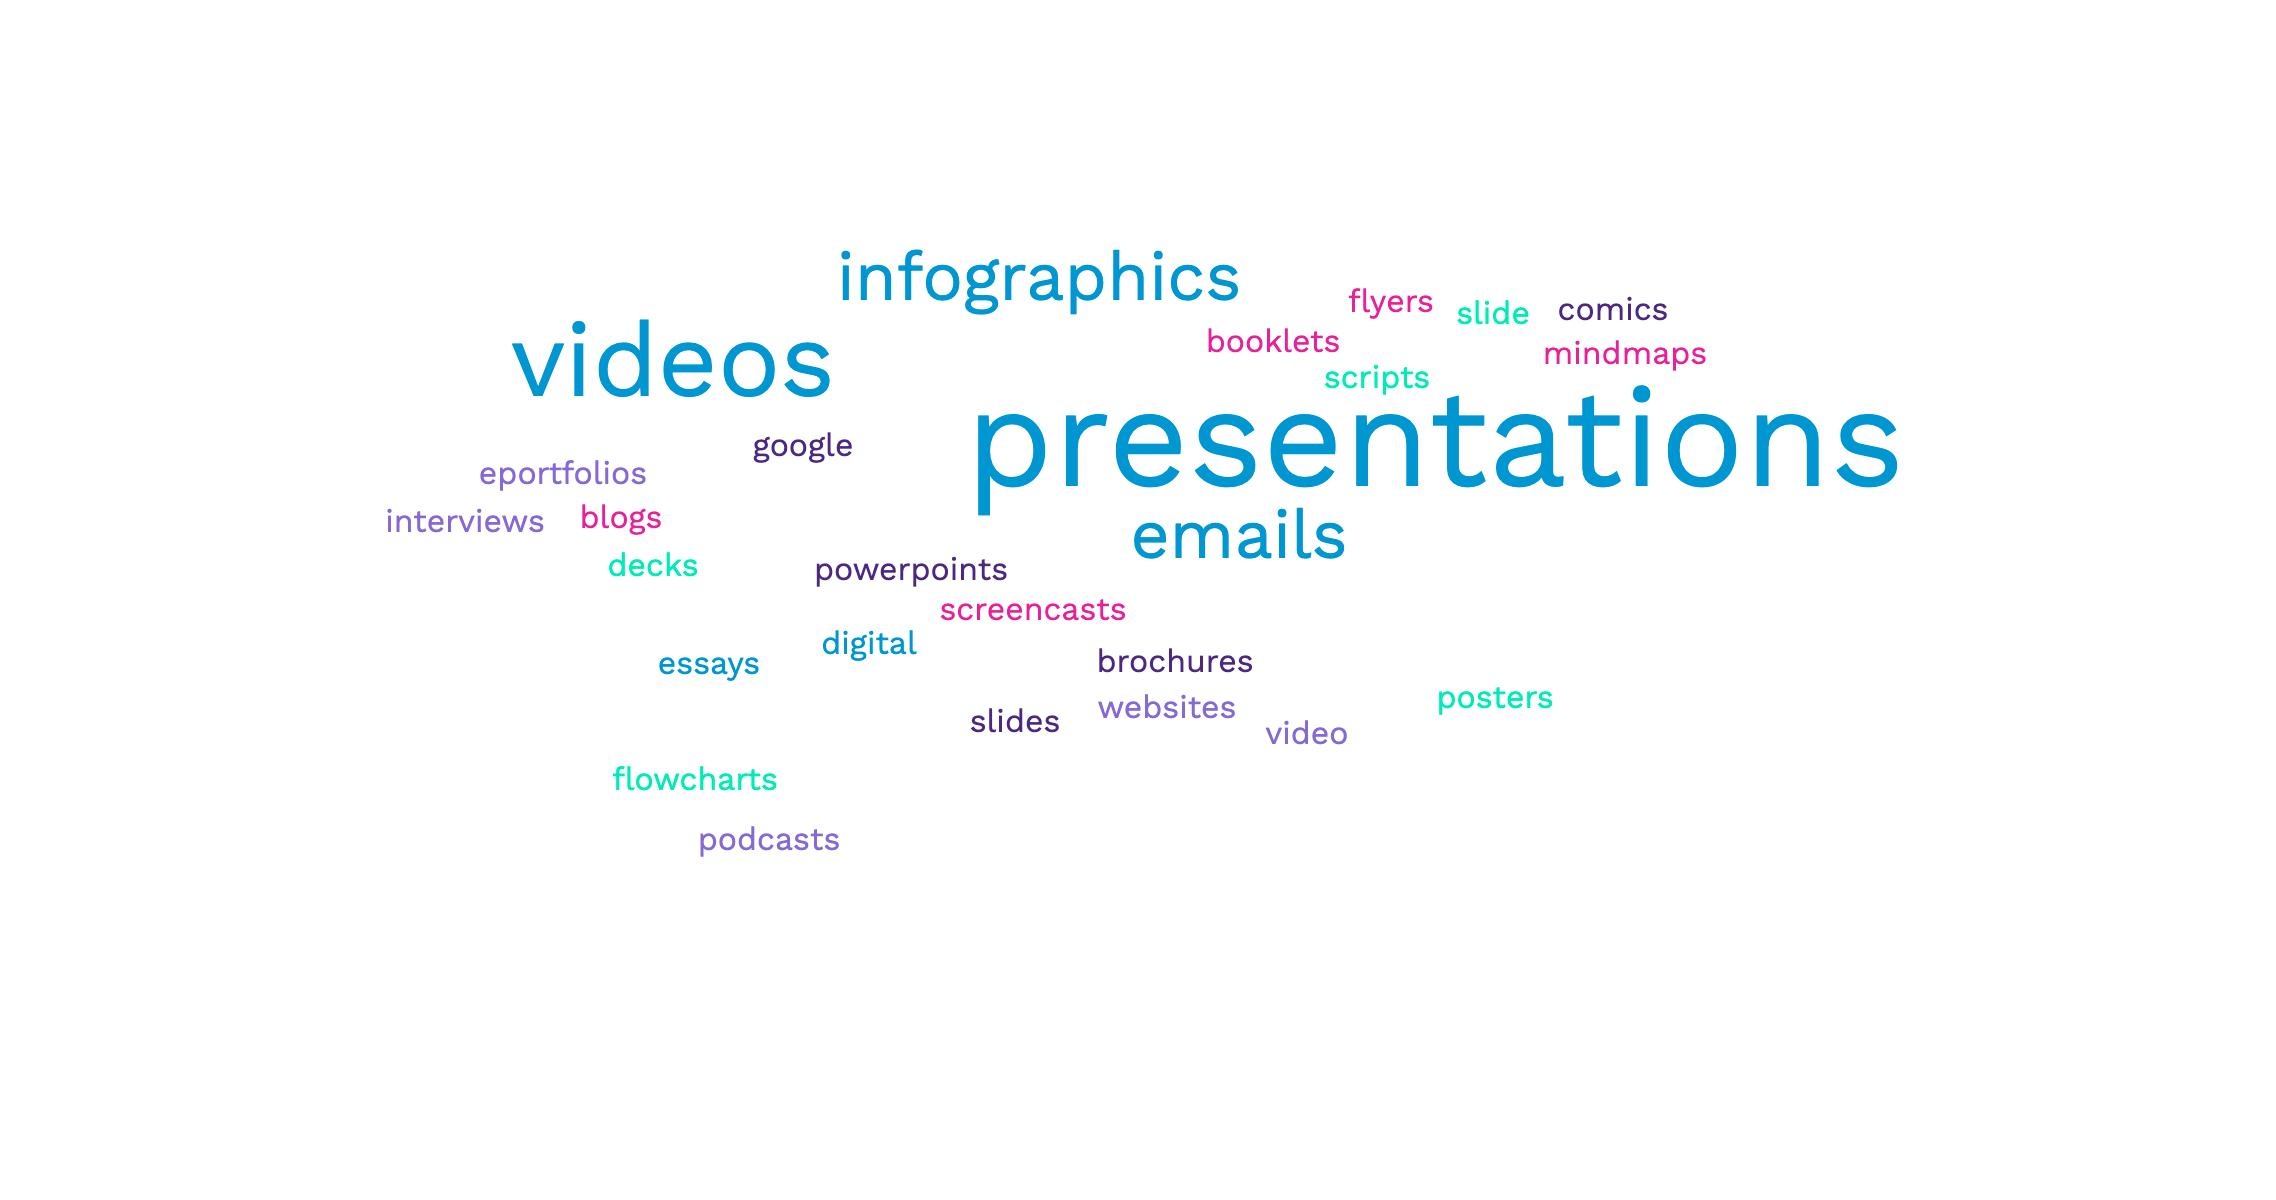 infographics
flyers
slide
comics
videos
booklets
mindmaps
scripts
presentations
google
eportfolios
interviews
blogs
emails
decks
powerpoints
screencasts
digital
essays
brochures
posters
websites
slides
video
flowcharts
podcasts